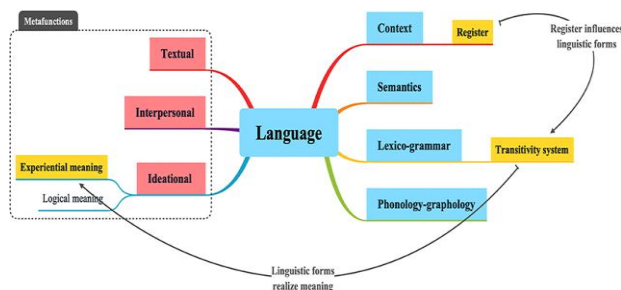 Metafunctions
Textual
Interpersonal
Experiential meaning
Ideational
Logical meaning
Language
Context
Register
Register influences
linguistic forms
Semantics
Lexico-grammar
Transitivity system
Phonology-graphology
Linguistic forms
realize meaning